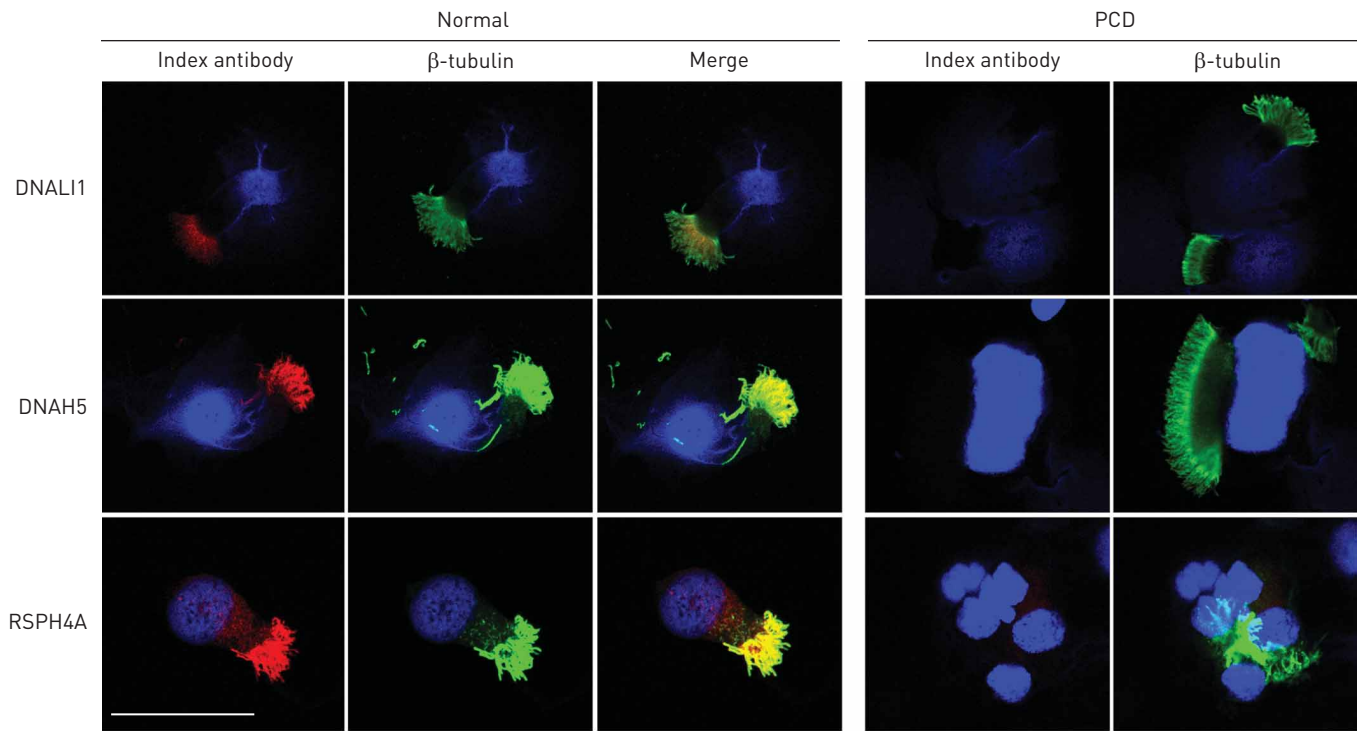 Normal PCD
Index antibody β-tubulin Merge Index antibody β-tubulin
DNALI1
DNAH5
RSPH4A